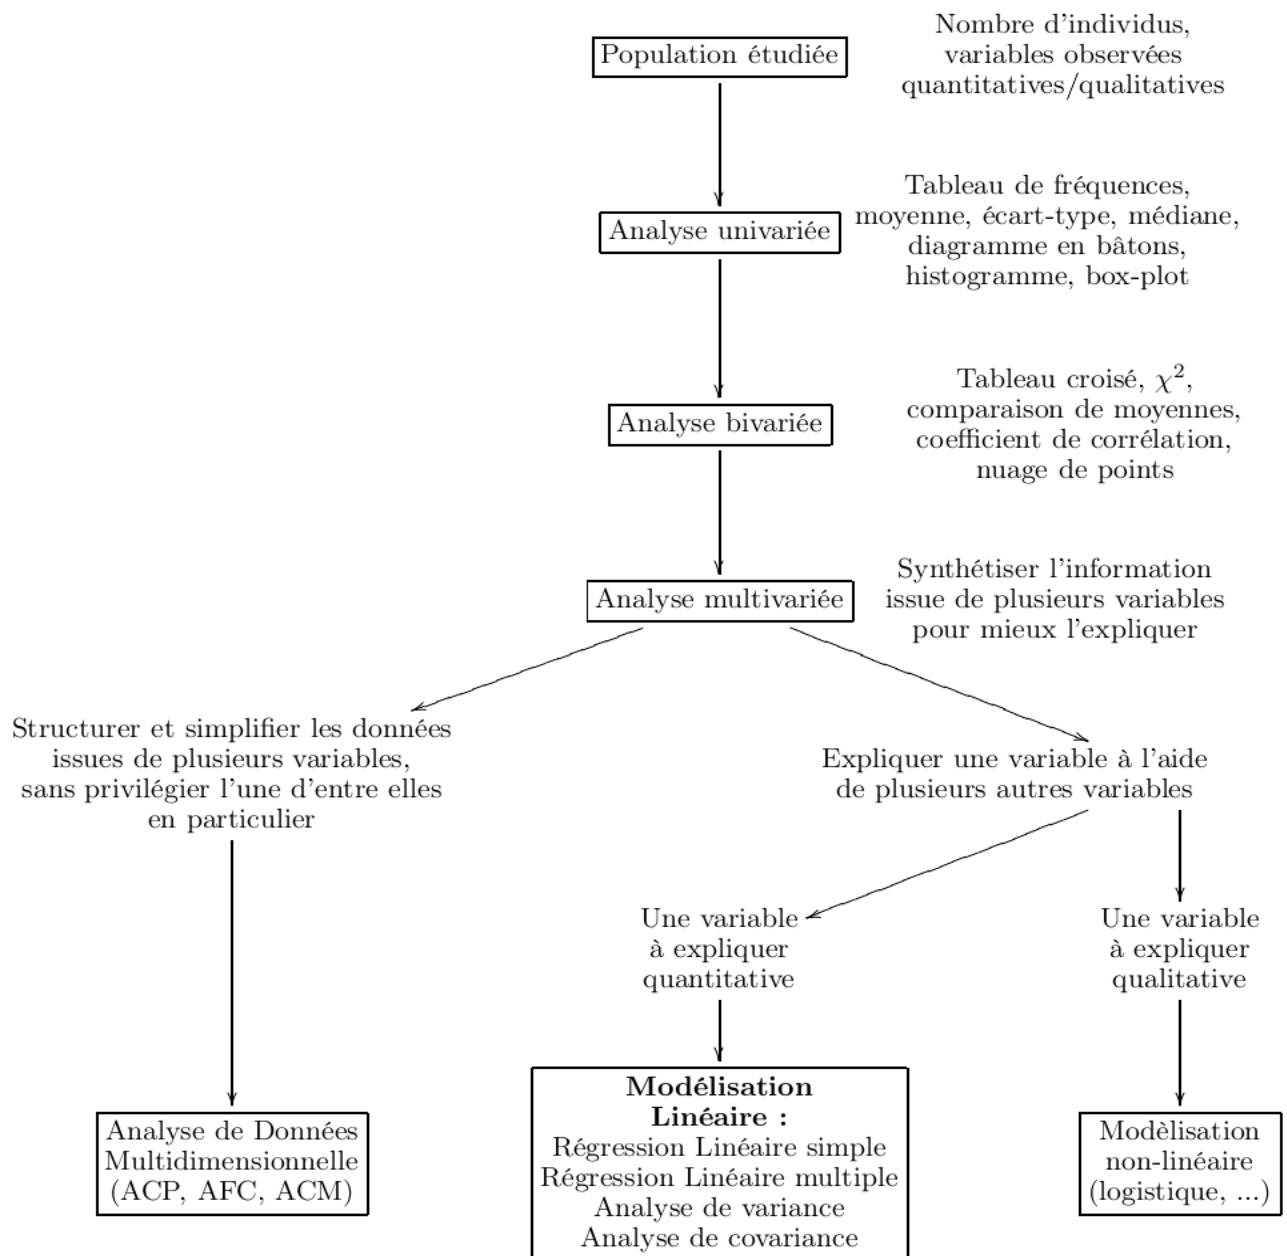 Population étudiée
Nombre d'individus,
variables observées
quantitatives/qualitatives
Analyse univariée
Tableau de fréquences,
moyenne, écart-type, médiane,
diagramme en bâtons,
histogramme, box-plot
Analyse bivariée
Tableau croisé, χ²,
comparaison de moyennes,
coefficient de corrélation,
nuage de points
Analyse multivariée
Synthétiser l'information
issue de plusieurs variables
pour mieux l'expliquer
Structurer et simplifier les données
issues de plusieurs variables,
sans privilégier l'une d'entre elles
en particulier
Expliquer une variable à l'aide
de plusieurs autres variables
Une variable
à expliquer
quantitative
Une variable
à expliquer
qualitative
Analyse de Données
Multidimensionnelle
(ACP, AFC, ACM)
Modélisation
Linéaire :
Régression Linéaire simple
Régression Linéaire multiple
Analyse de variance
Analyse de covariance
Modèlisation
non-linéaire
(logistique, ...)